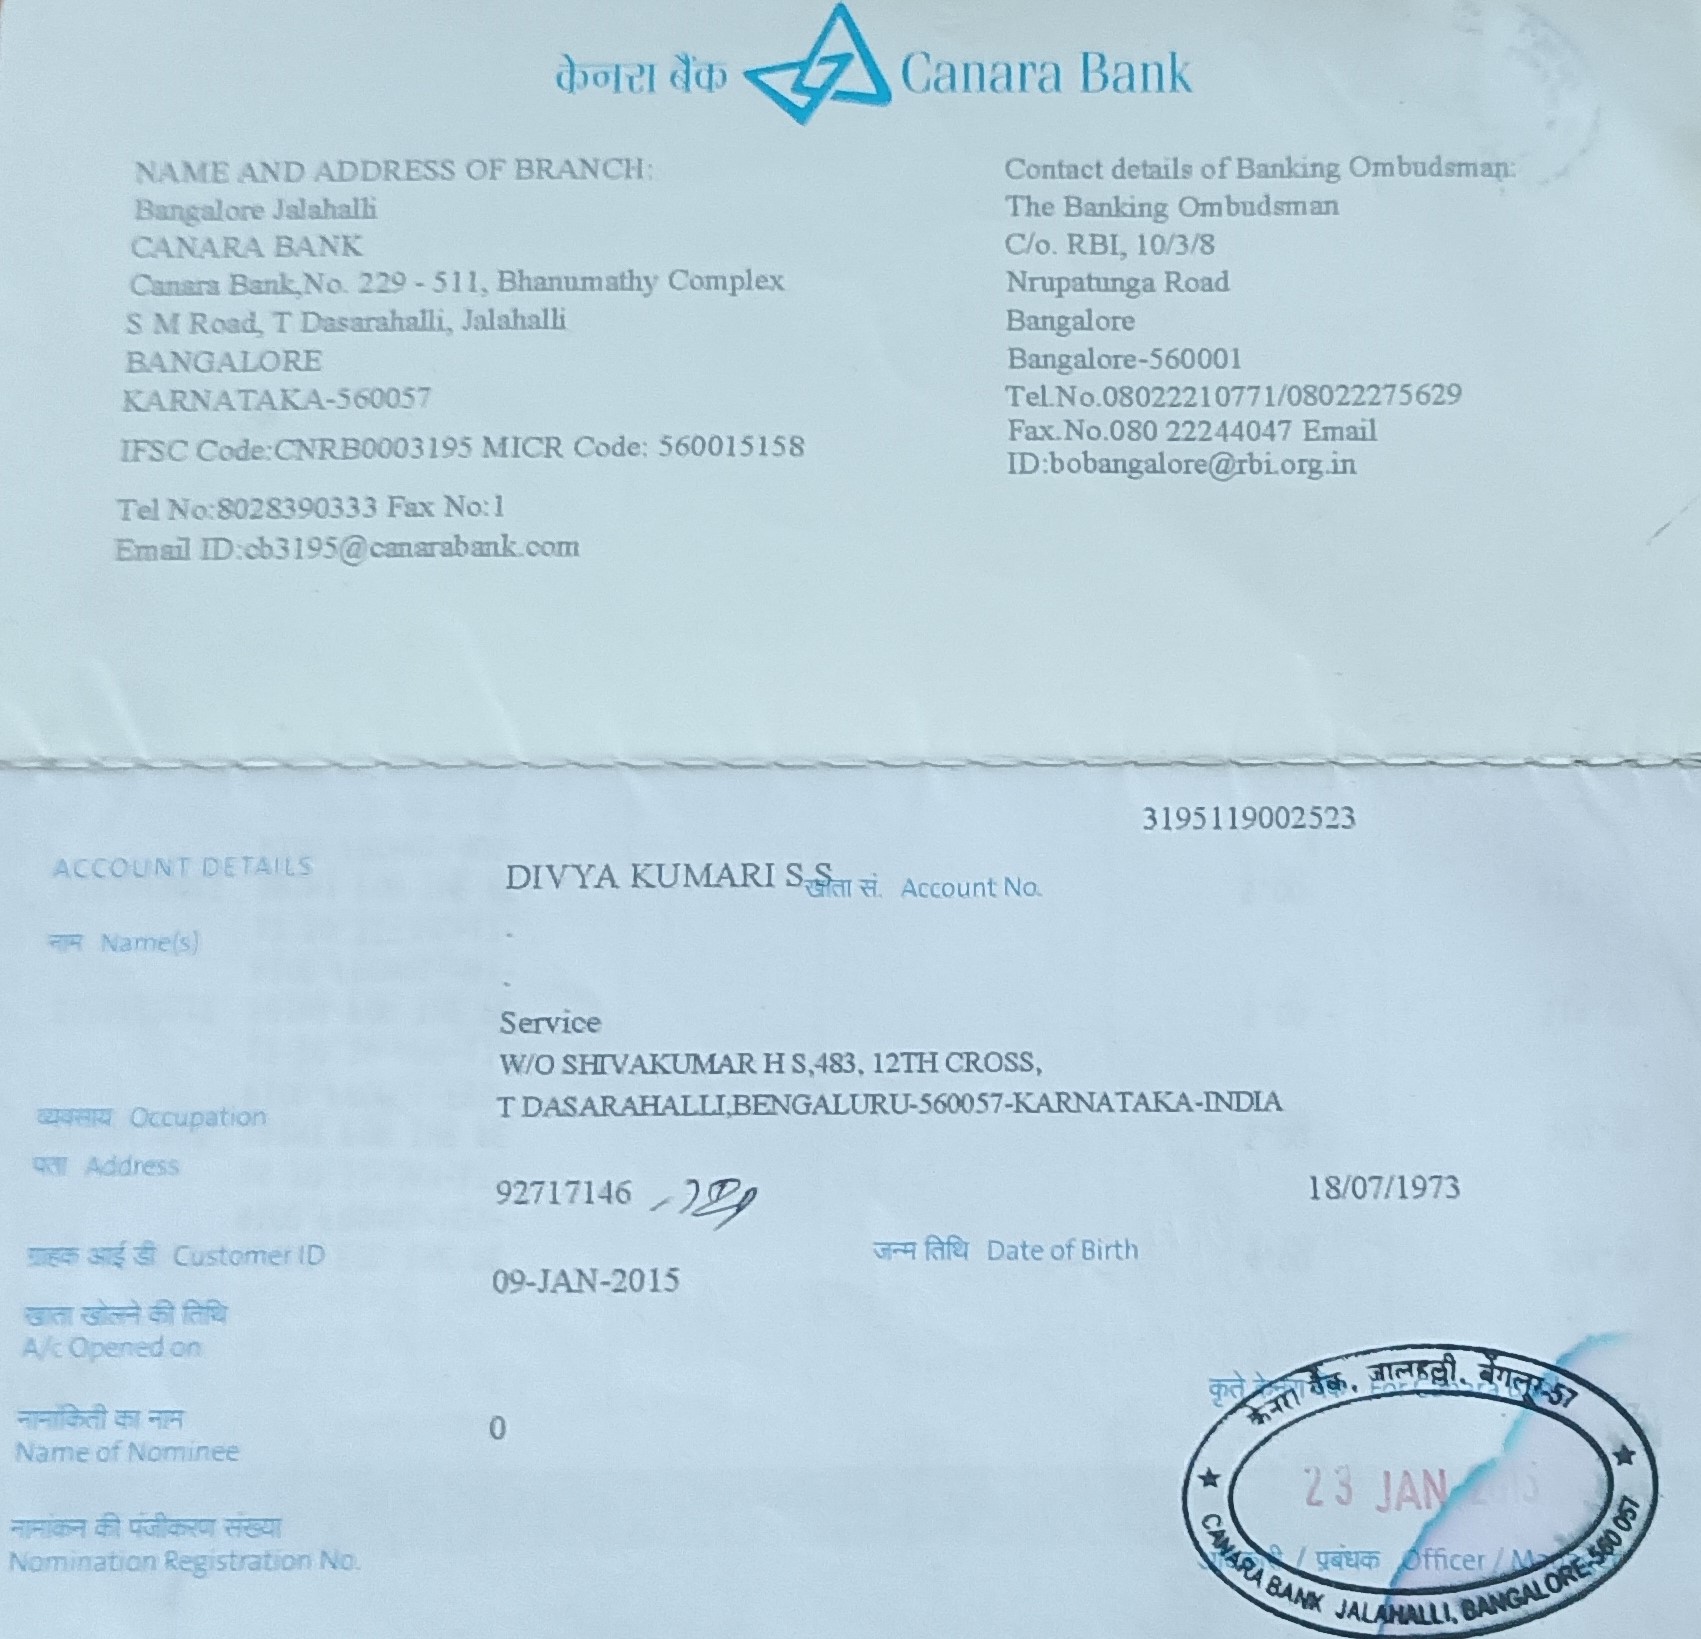 केनरा बैंक Canara Bank
NAME AND ADDRESS OF BRANCH:
Bangalore Jalahalli
CANARA BANK
Canara Bank,No. 229 - 511, Bhanumathy Complex
S M Road, T Dasarahalli, Jalahalli
BANGALORE
KARNATAKA-560057
IFSC Code:CNRB0003195 MICR Code: 560015158
Tel No:8028390333 Fax No:1
Email ID:cb3195@canarabank.com
Contact details of Banking Ombudsman:
The Banking Ombudsman
C/o. RBI, 10/3/8
Nrupatunga Road
Bangalore
Bangalore-560001
Tel.No.08022210771/08022275629
Fax.No.080 22244047 Email
ID:bobangalore@rbi.org.in
3195119002523
ACCOUNT DETAILS
DIVYA KUMARI S S
खाता सं. Account No.
नाम Name(s)
Service
W/O SHIVAKUMAR H S,483, 12TH CROSS,
T DASARAHALLI,BENGALURU-560057-KARNATAKA-INDIA
व्यवसाय Occupation
पता Address
92717146
18/07/1973
ग्राहक आई डी Customer ID
जन्म तिथि Date of Birth
09-JAN-2015
खाता खोलने की तिथि
A/c Opened on
नामांकिती का नाम
Name of Nominee
0
नामांकन की पंजीकरण संख्या
Nomination Registration No.
कृते केनरा बैंक
केनरा बैंक, जालहल्ली, बेंगलूर-57
23 JAN
/ प्रबंधक Officer /
CANARA BANK JALAHALLI, BANGALORE-560 057